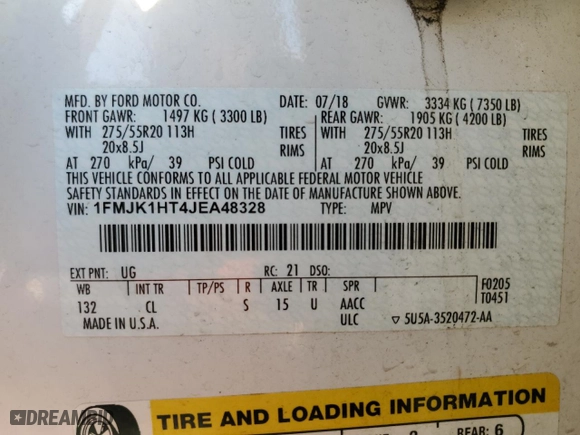 MFD. BY FORD MOTOR CO. DATE: 07/18 GVWR: 3334 KG (7350 LB)
FRONT GAWR: 1497 KG (3300 LB) REAR GAWR: 1905 KG (4200 LB)
WITH 275/55R20 113H TIRES 275/55R20 113H TIRES
20x8.5J RIMS 20x8.5J RIMS
AT 270 kPa/ 39 PSI COLD AT 270 kPa/ 39 PSI COLD
THIS VEHICLE CONFORMS TO ALL APPLICABLE FEDERAL MOTOR VEHICLE
SAFETY STANDARDS IN EFFECT ON THE DATE OF MANUFACTURE SHOWN ABOVE.
VIN: 1FMJK1HT4JEA48328 TYPE: MPV
EXT PNT: UG RC: 21 DSO: F0205
WB INT TR TP/PS R AXLE TR SPR T0451
132 CL S 15 U AACC
MADE IN U.S.A. ULC ▽ 5U5A-3520472-AA
TIRE AND LOADING INFORMATION
REAR: 6
DREAMBID